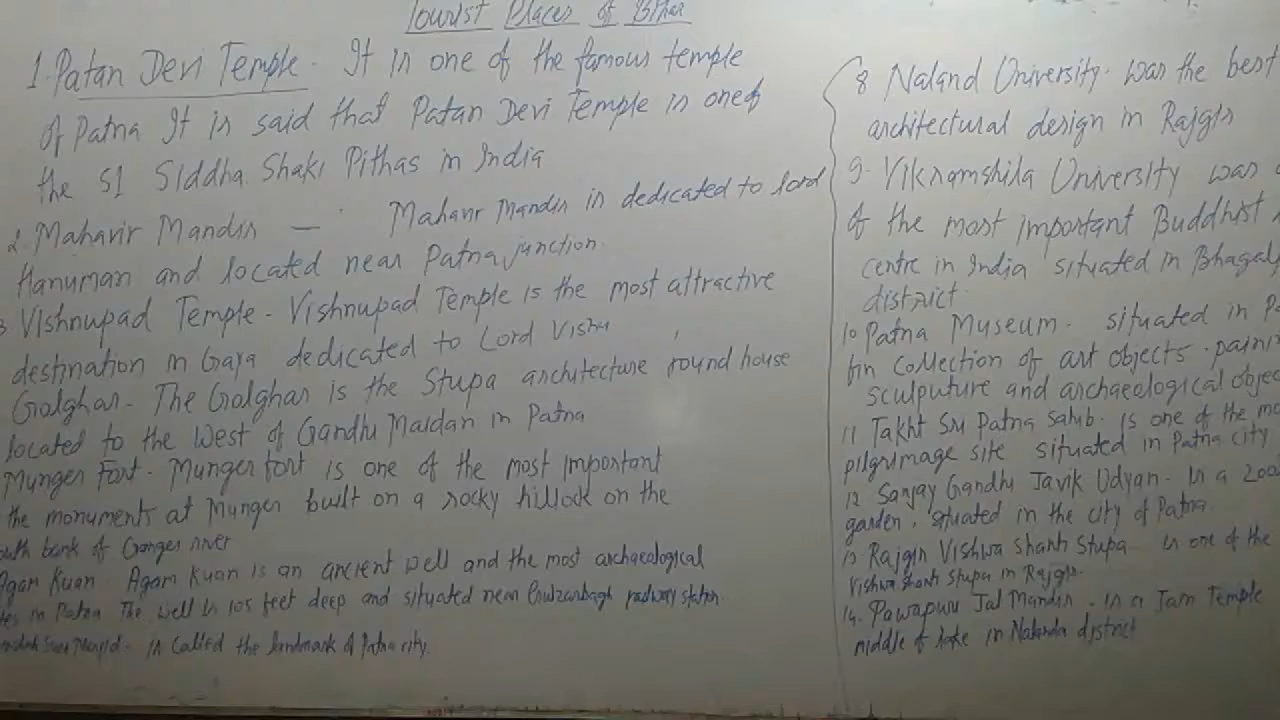 Tourist Places of Bihar
1. Patan Devi Temple - It is one of the famous temple
of Patna It is said that Patan Devi Temple is one of
the 51 Siddha Shakti Pithas in India
2. Mahavir Mandir — Mahavir Mandir is dedicated to lord
Hanuman and located near Patna junction.
3 Vishnupad Temple - Vishnupad Temple is the most attractive
destination in Gaya dedicated to Lord Vishnu
Golghar - The Golghar is the Stupa architecture round house
located to the West of Gandhi Maidan in Patna
Munger Fort - Munger fort is one of the most important
the monuments at Munger built on a rocky hillock on the
outh bank of Ganges river
Agam Kuan - Agam Kuan is an ancient well and the most archaeological
tes in Patna The well is 105 feet deep and situated near Gulzarbagh railway station
is Called the landmark of Patna city.
8 Naland University - was the best
architectural design in Rajgir
9. Vikramshila University was
of the most important Buddhist
centre in India situated in Bhagalp
district
10 Patna Museum - situated in Pa
fin Collection of art objects - paint
sculputure and archaeological objec
11 Takht Sri Patna Sahib - is one of the mo
pilgrimage site situated in Patna city
12 Sanjay Gandhi Javik Udyan - is a zoo
garden, situated in the city of Patna.
13 Rajgir Vishwa Shanti Stupa - is one of the
Vishwa Shanti Stupa in Rajgir.
14. Pawapuri Jal Mandir - is a Jain Temple
middle of lake in Nalanda district